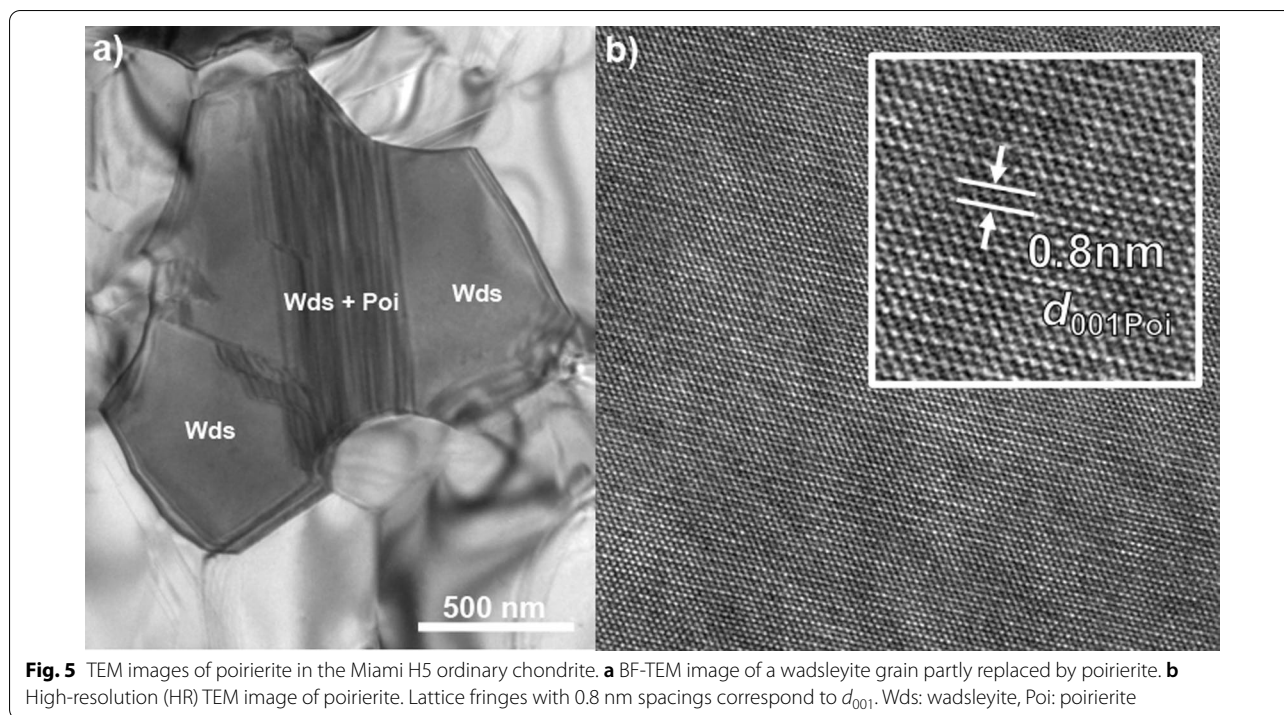 a)
Wds + Poi
Wds
Wds
500 nm
b)
0.8nm
d001Poi
Fig. 5 TEM images of poirierite in the Miami H5 ordinary chondrite. a BF-TEM image of a wadsleyite grain partly replaced by poirierite. b
High-resolution (HR) TEM image of poirierite. Lattice fringes with 0.8 nm spacings correspond to d001. Wds: wadsleyite, Poi: poirierite